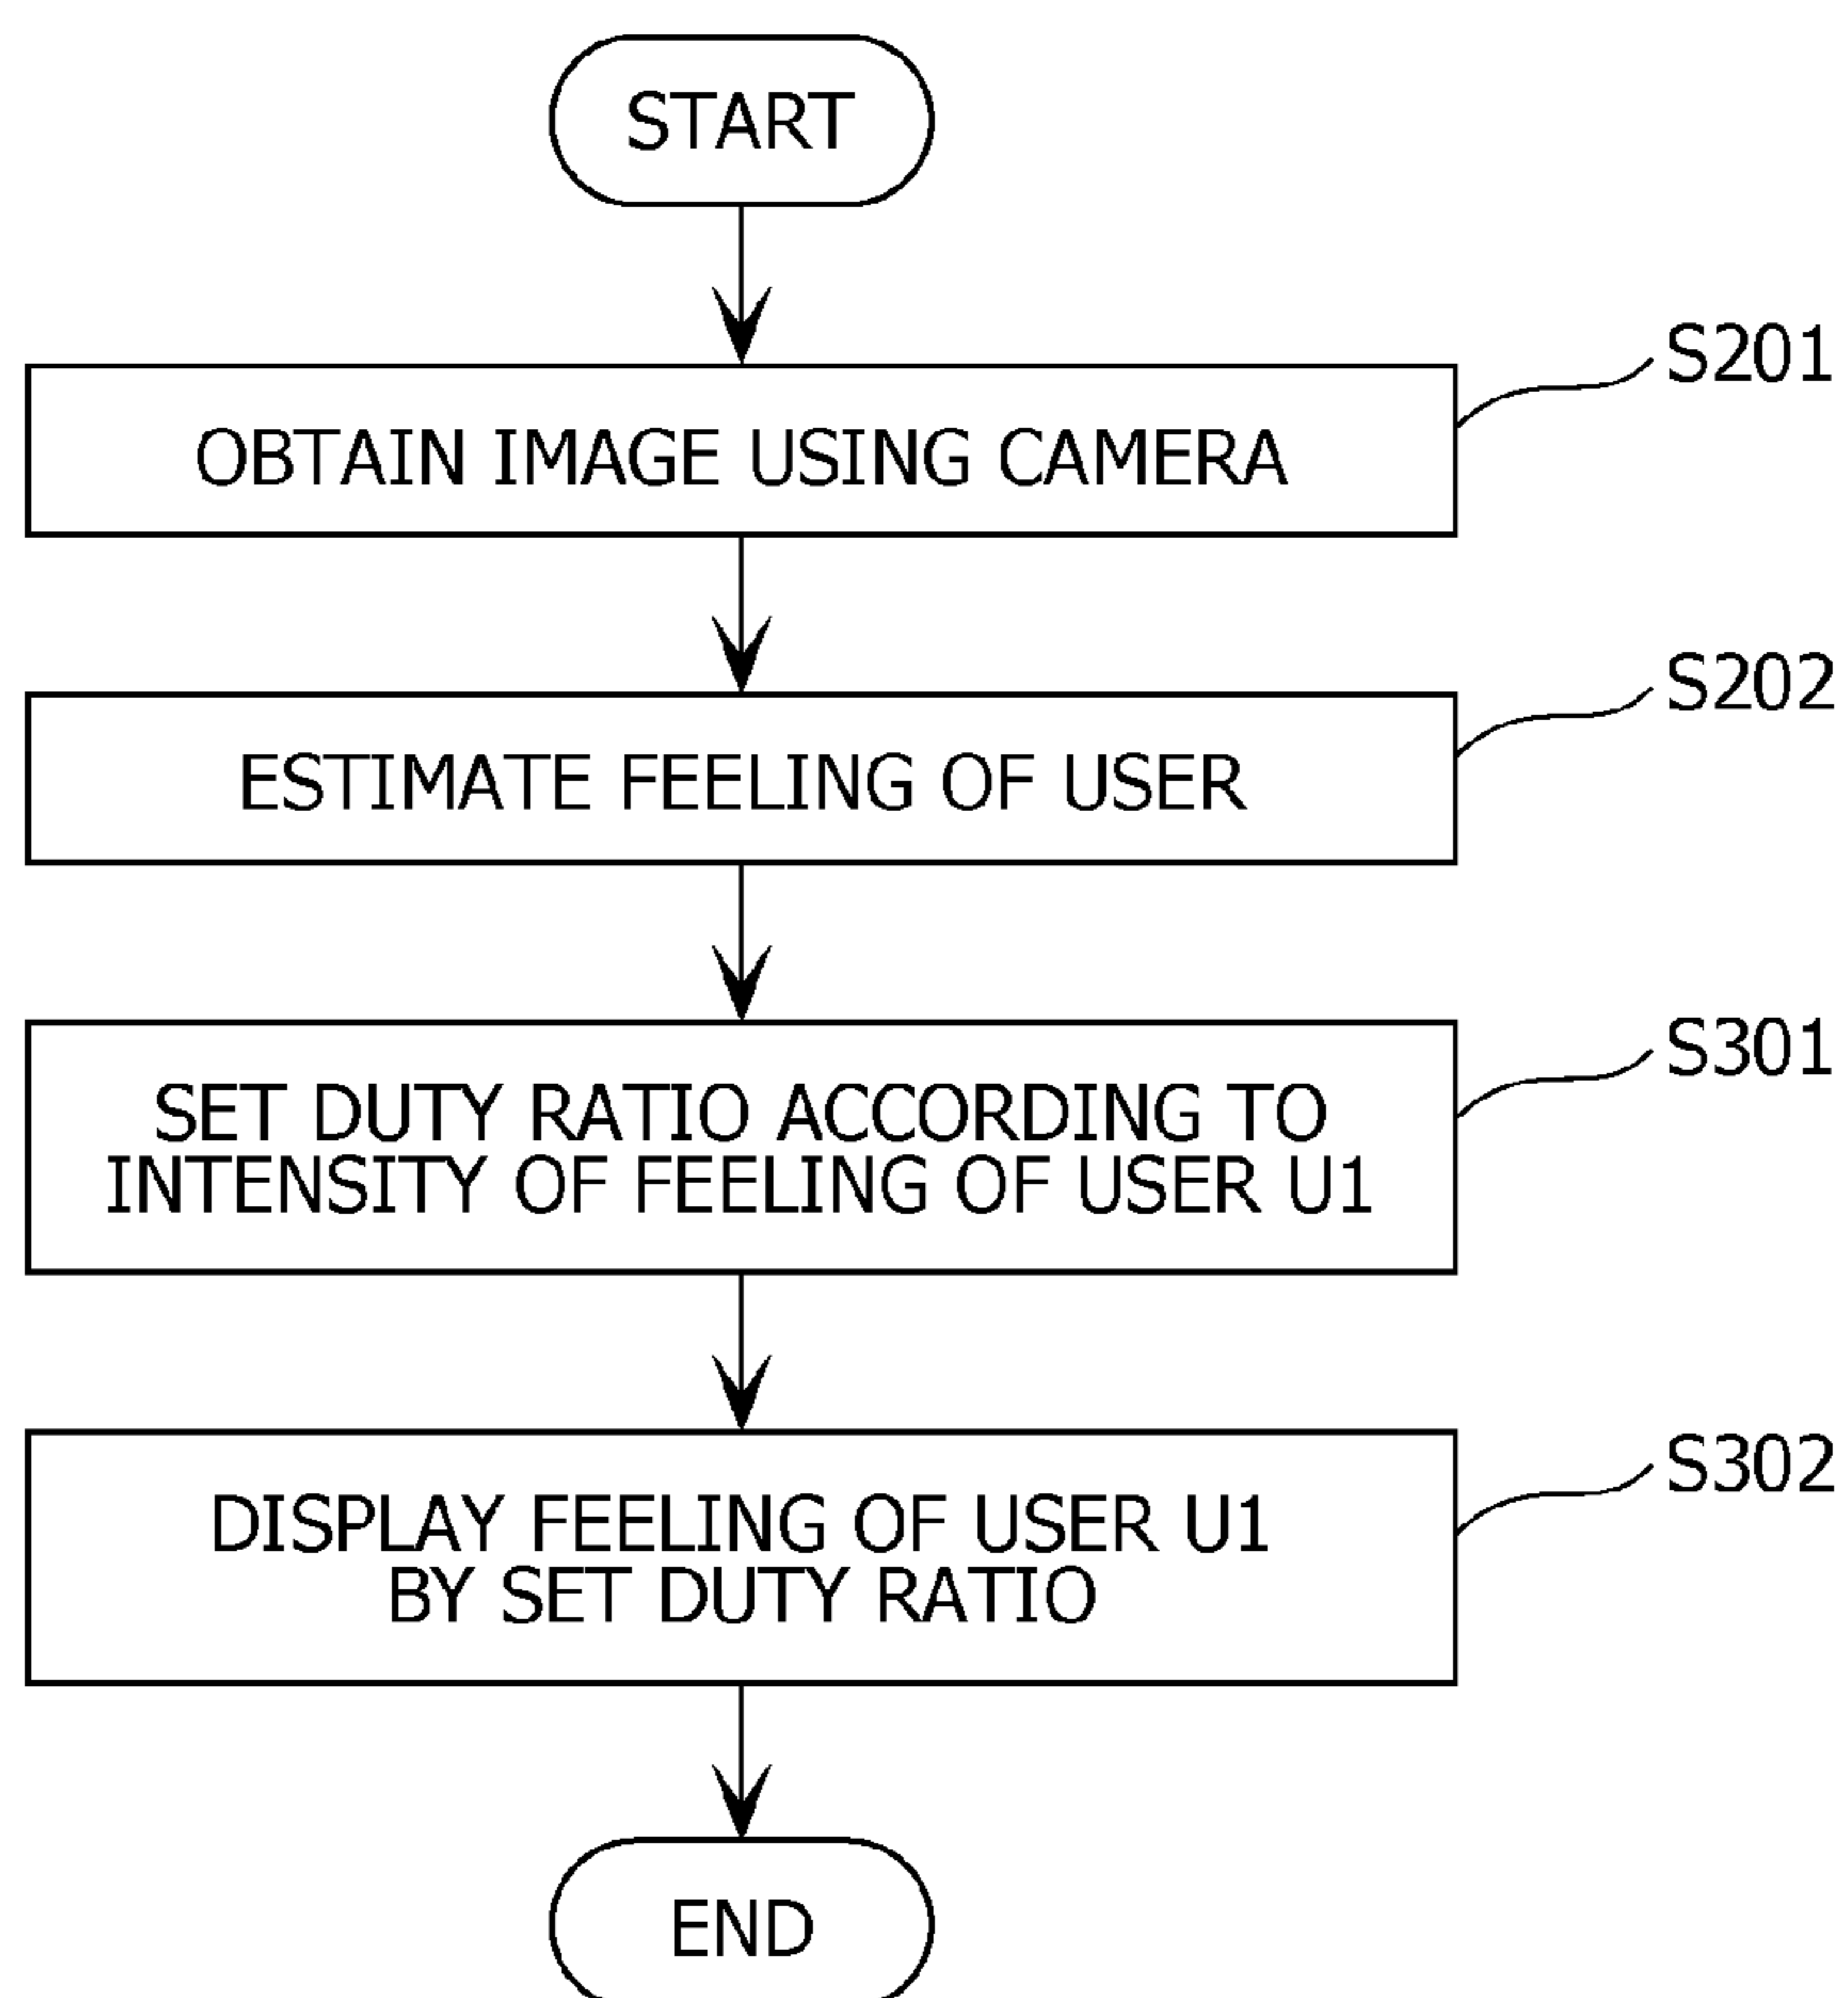 START
S201
OBTAIN IMAGE USING CAMERA
S202
ESTIMATE FEELING OF USER
S301
SET DUTY RATIO ACCORDING TO
INTENSITY OF FEELING OF USER U1
S302
DISPLAY FEELING OF USER U1
BY SET DUTY RATIO
END